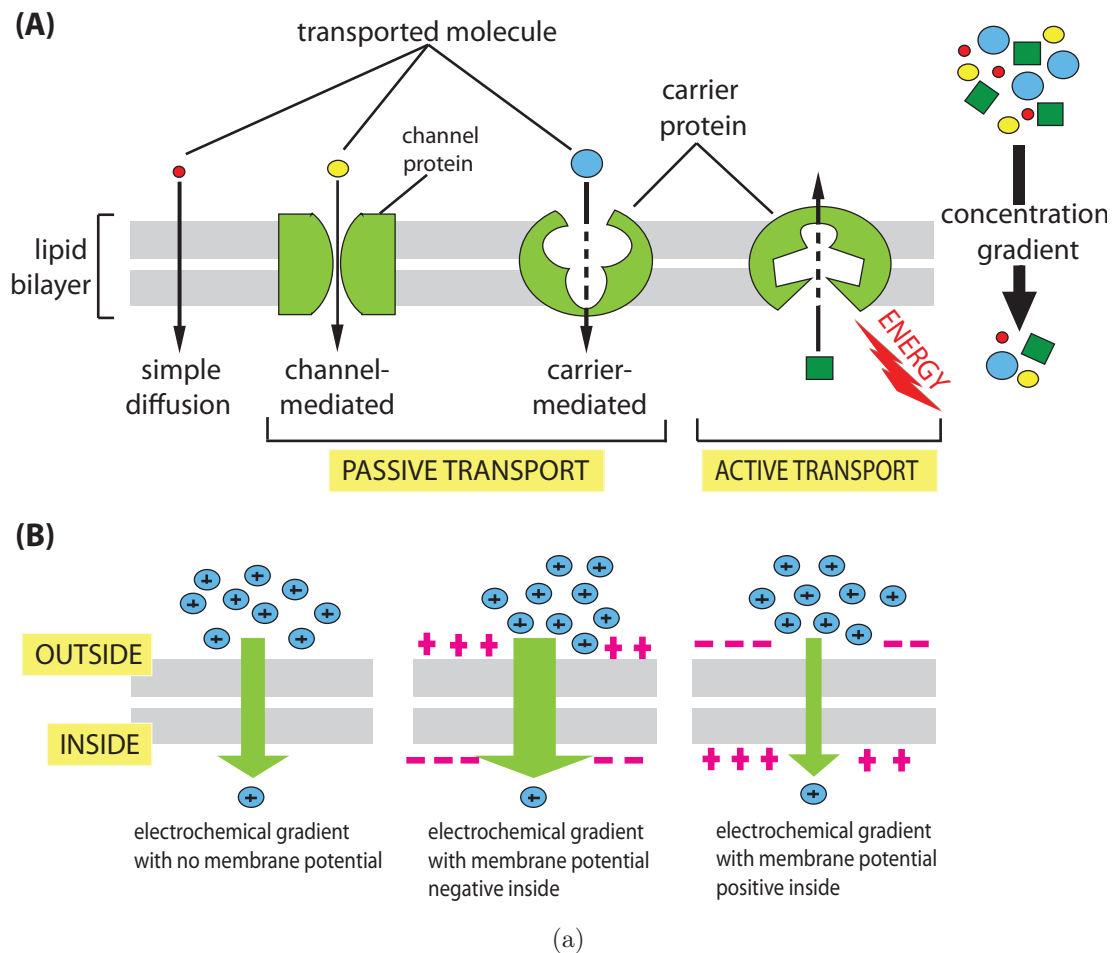 (A)
transported molecule
carrier
protein
channel
protein
lipid
bilayer
concentration
gradient
ENERGY
simple
diffusion
channel-
mediated
carrier-
mediated
PASSIVE TRANSPORT
ACTIVE TRANSPORT
(B)
OUTSIDE
INSIDE
electrochemical gradient
with no membrane potential
electrochemical gradient
with membrane potential
negative inside
electrochemical gradient
with membrane potential
positive inside
(a)